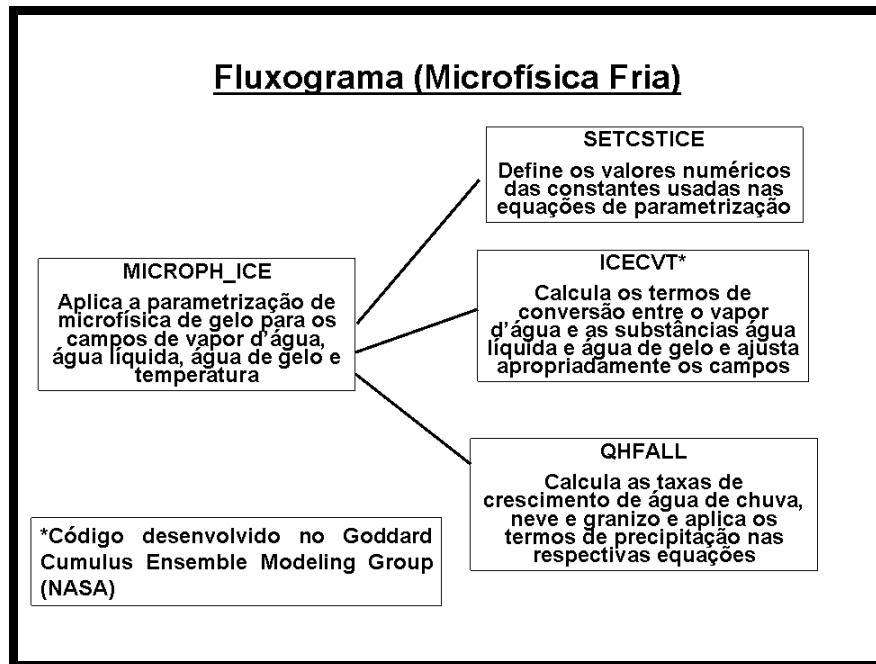 Fluxograma (Microfísica Fria)
SETCSTICE
Define os valores numéricos
das constantes usadas nas
equações de parametrização
MICROPH_ICE
Aplica a parametrização de
microfísica de gelo para os
campos de vapor d'água,
água líquida, água de gelo e
temperatura
ICECVT*
Calcula os termos de
conversão entre o vapor
d'água e as substâncias água
líquida e água de gelo e ajusta
apropriadamente os campos
QHFALL
Calcula as taxas de
crescimento de água de chuva,
neve e granizo e aplica os
termos de precipitação nas
respectivas equações
*Código desenvolvido no Goddard
Cumulus Ensemble Modeling Group
(NASA)